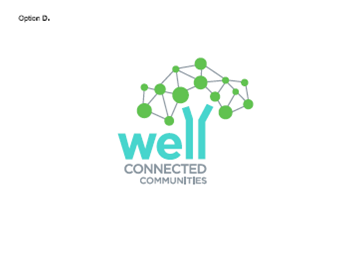 Option D.
well
CONNECTED
COMMUNITIES